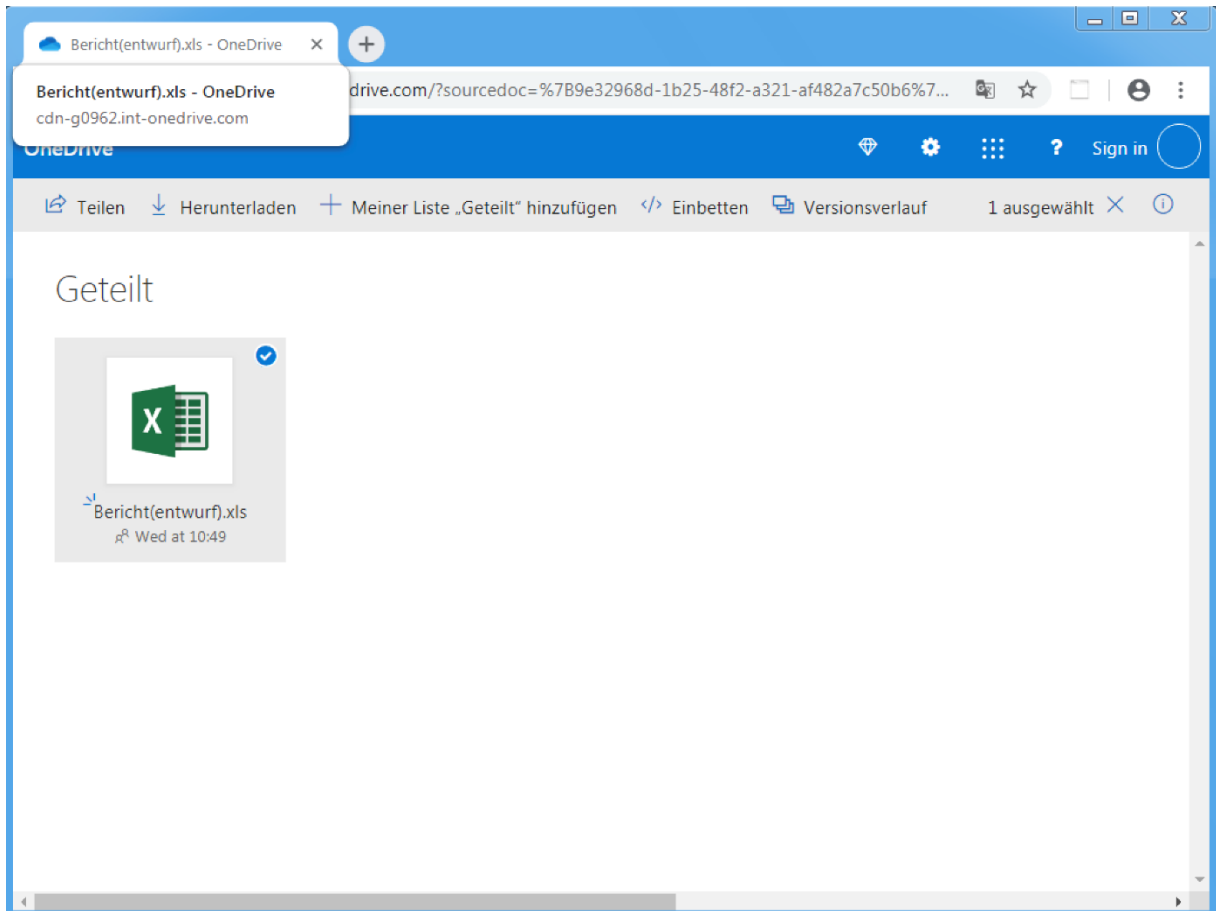 Bericht(entwurf).xls - OneDrive
Bericht(entwurf).xls - OneDrive
cdn-g0962.int-onedrive.com
drive.com/?sourcedoc=%7B9e32968d-1b25-48f2-a321-af482a7c50b6%7...
OneDrive
? Sign in
Teilen Herunterladen Meiner Liste „Geteilt“ hinzufügen Einbetten Versionsverlauf 1 ausgewählt
Geteilt
X
Bericht(entwurf).xls
Wed at 10:49